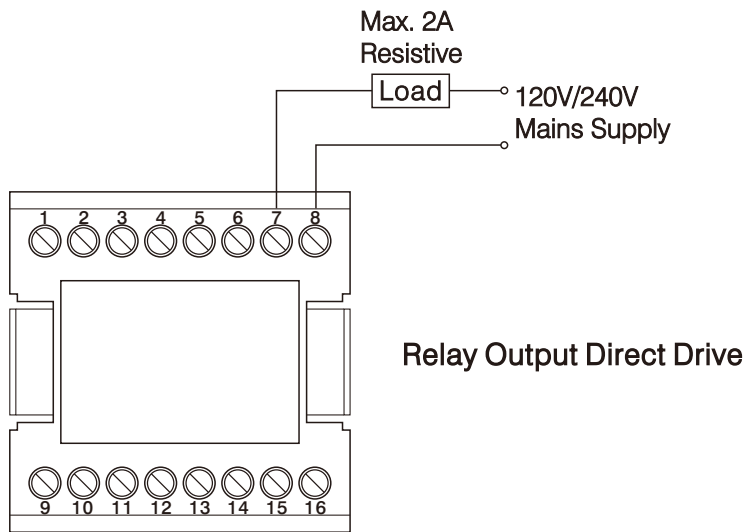 Max. 2A
Resistive
Load
120V/240V
Mains Supply
1 2 3 4 5 6 7 8
Relay Output Direct Drive
9 10 11 12 13 14 15 16